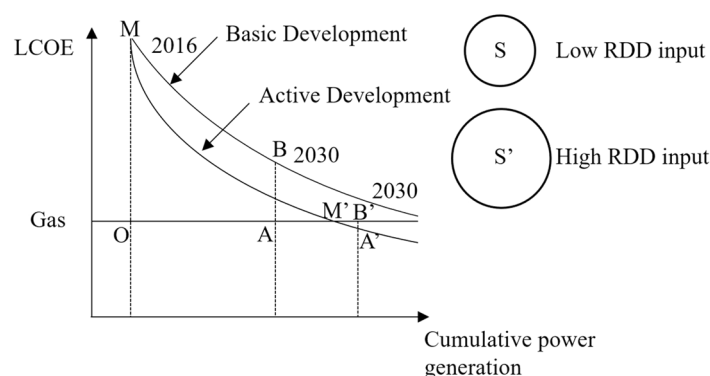 LCOE
M
2016
Basic Development
Active Development
B
2030
2030
Gas
O
A
M’
B’
A’
Cumulative power
generation
S
Low RDD input
S’
High RDD input